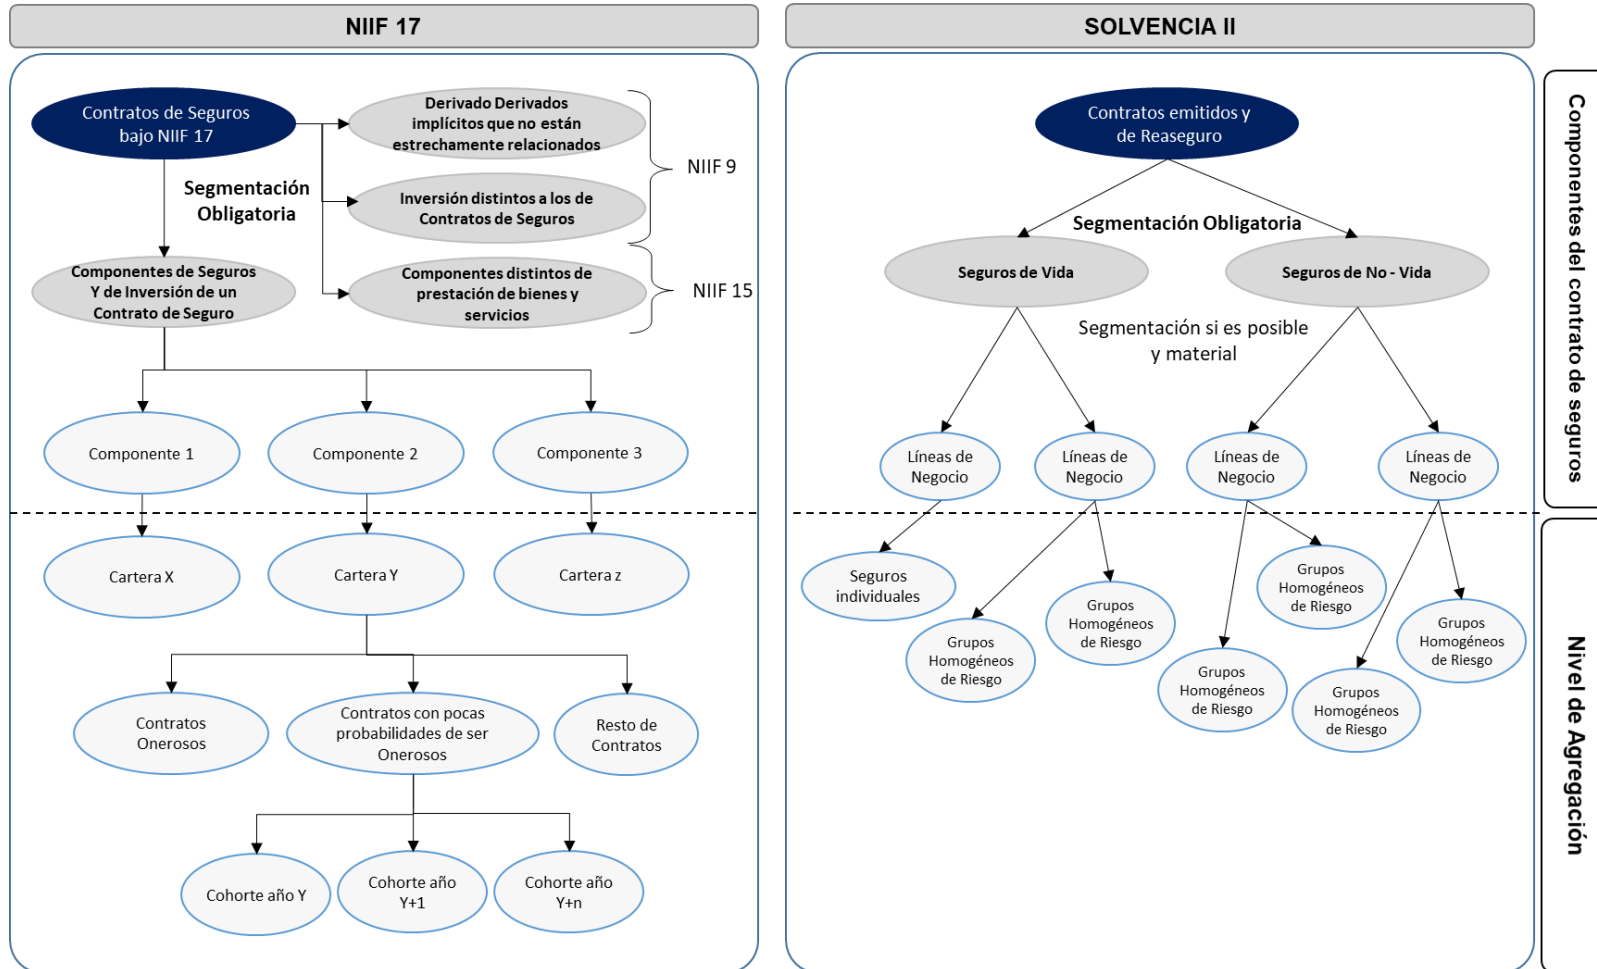 NIIF 17
Contratos de Seguros
bajo NIIF 17
Derivado Derivados
implícitos que no están
estrechamente relacionados
NIIF 9
Segmentación
Obligatoria
Inversión distintos a los de
Contratos de Seguros
Componentes de Seguros
Y de Inversión de un
Contrato de Seguro
Componentes distintos de
prestación de bienes y
servicios
NIIF 15
Componente 1
Componente 2
Componente 3
Cartera X
Cartera Y
Cartera z
Contratos
Onerosos
Contratos con pocas
probabilidades de ser
Onerosos
Resto de
Contratos
Cohorte año Y
Cohorte año
Y+1
Cohorte año
Y+n
SOLVENCIA II
Contratos emitidos y
de Reaseguro
Segmentación Obligatoria
Seguros de Vida
Seguros de No - Vida
Segmentación si es posible
y material
Líneas de
Negocio
Líneas de
Negocio
Líneas de
Negocio
Líneas de
Negocio
Seguros
individuales
Grupos
Homogéneos
de Riesgo
Grupos
Homogéneos
de Riesgo
Grupos
Homogéneos
de Riesgo
Grupos
Homogéneos
de Riesgo
Grupos
Homogéneos
de Riesgo
Grupos
Homogéneos
de Riesgo
Componentes del contrato de seguros
Nivel de Agregación